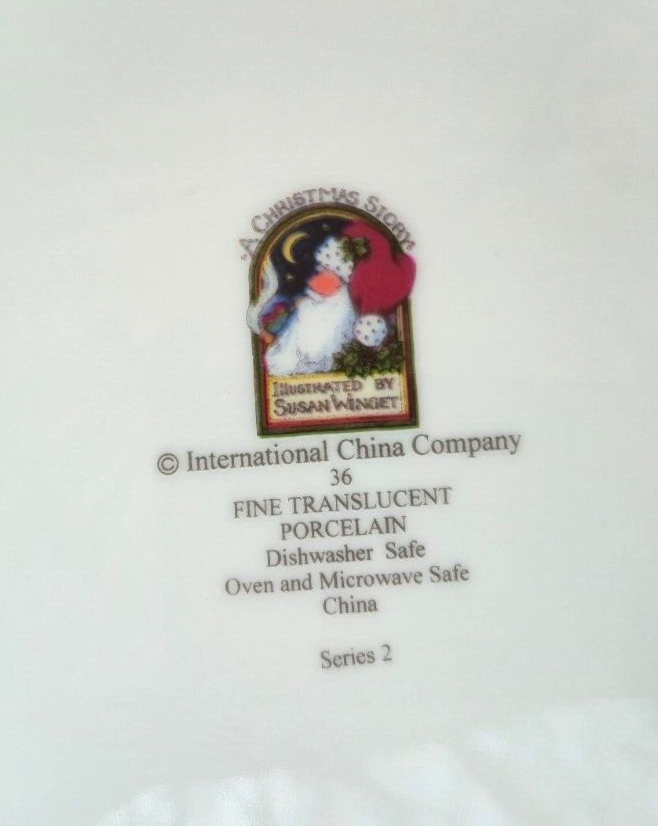 A CHRISTMAS STORY
ILLUSTRATED BY
SUSAN WINGET
© International China Company
36
FINE TRANSLUCENT
PORCELAIN
Dishwasher Safe
Oven and Microwave Safe
China
Series 2